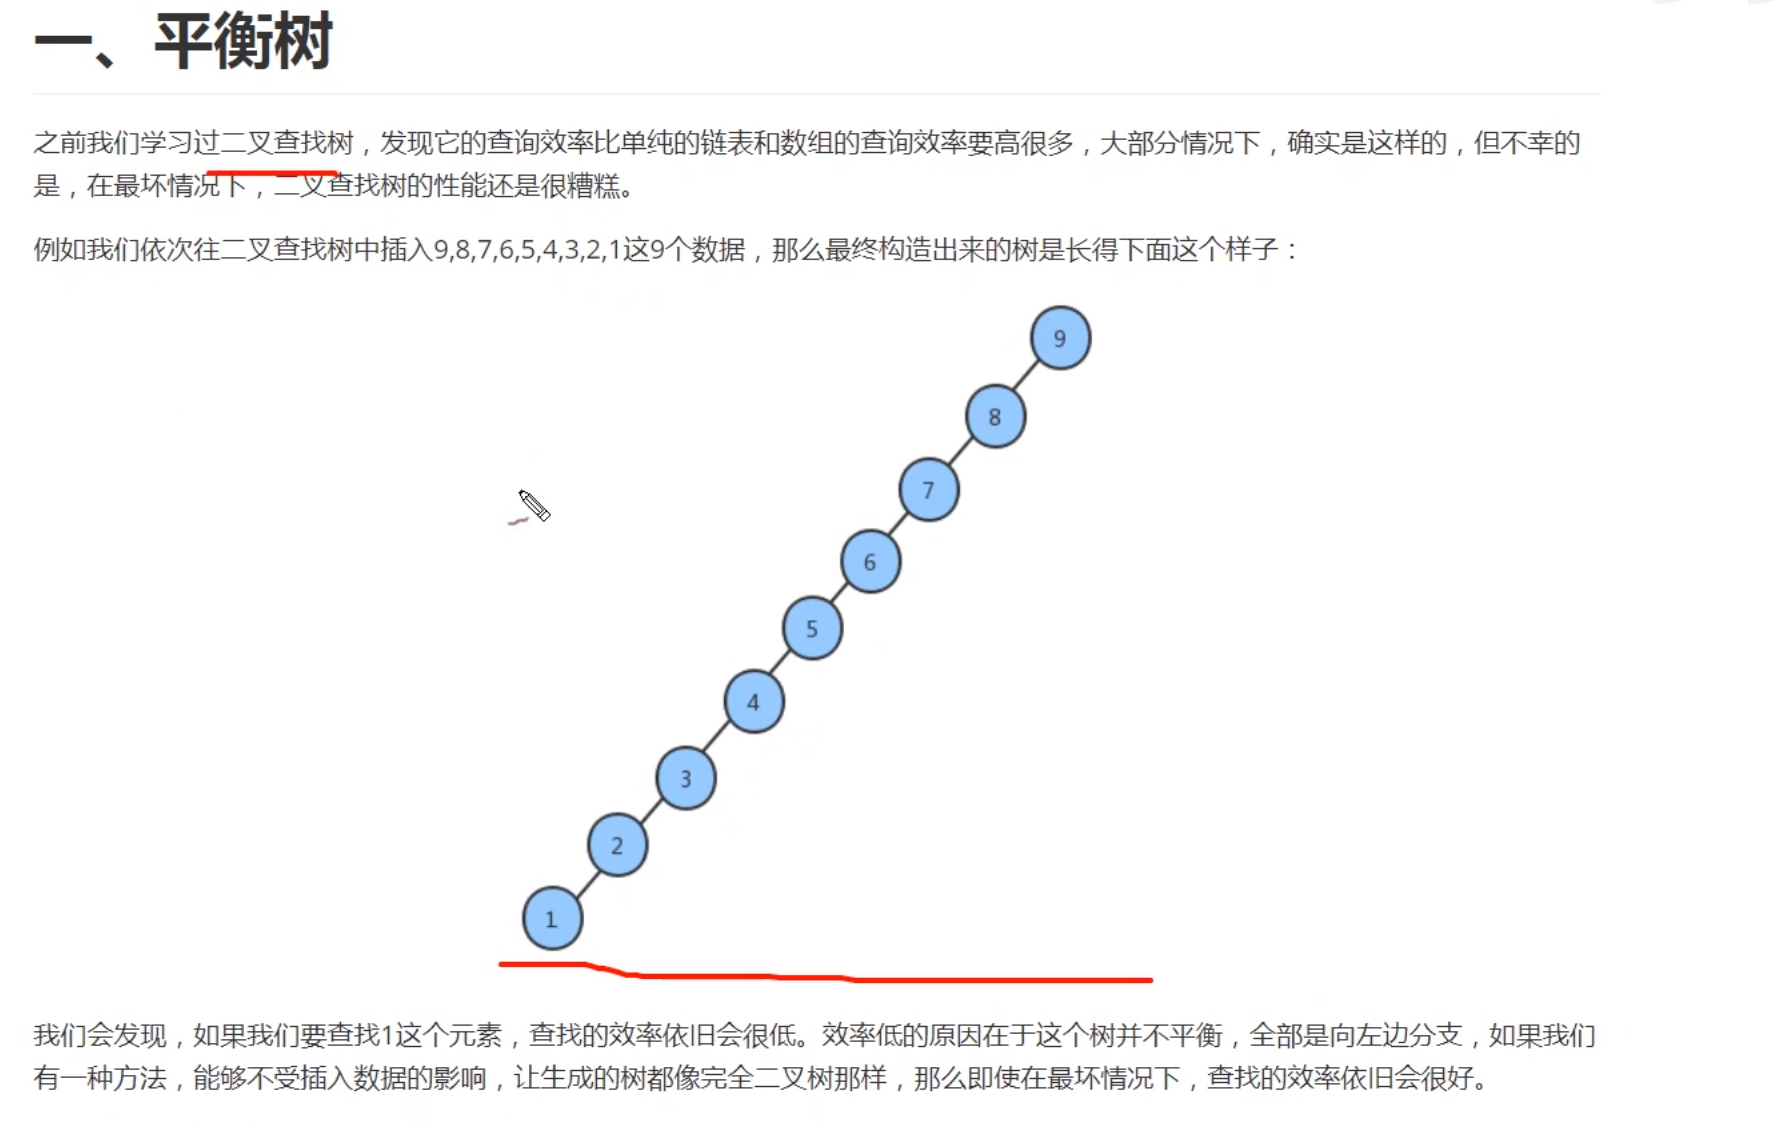 一、平衡树
之前我们学习过二叉查找树，发现它的查询效率比单纯的链表和数组的查询效率要高很多，大部分情况下，确实是这样的，但不幸的
是，在最坏情况下，二叉查找树的性能还是很糟糕。
例如我们依次往二叉查找树中插入9,8,7,6,5,4,3,2,1这9个数据，那么最终构造出来的树是长得下面这个样子：
9
8
7
6
5
4
3
2
1
我们会发现，如果我们要查找1这个元素，查找的效率依旧会很低。效率低的原因在于这个树并不平衡，全部是向左边分支，如果我们
有一种方法，能够不受插入数据的影响，让生成的树都像完全二叉树那样，那么即使在最坏情况下，查找的效率依旧会很好。